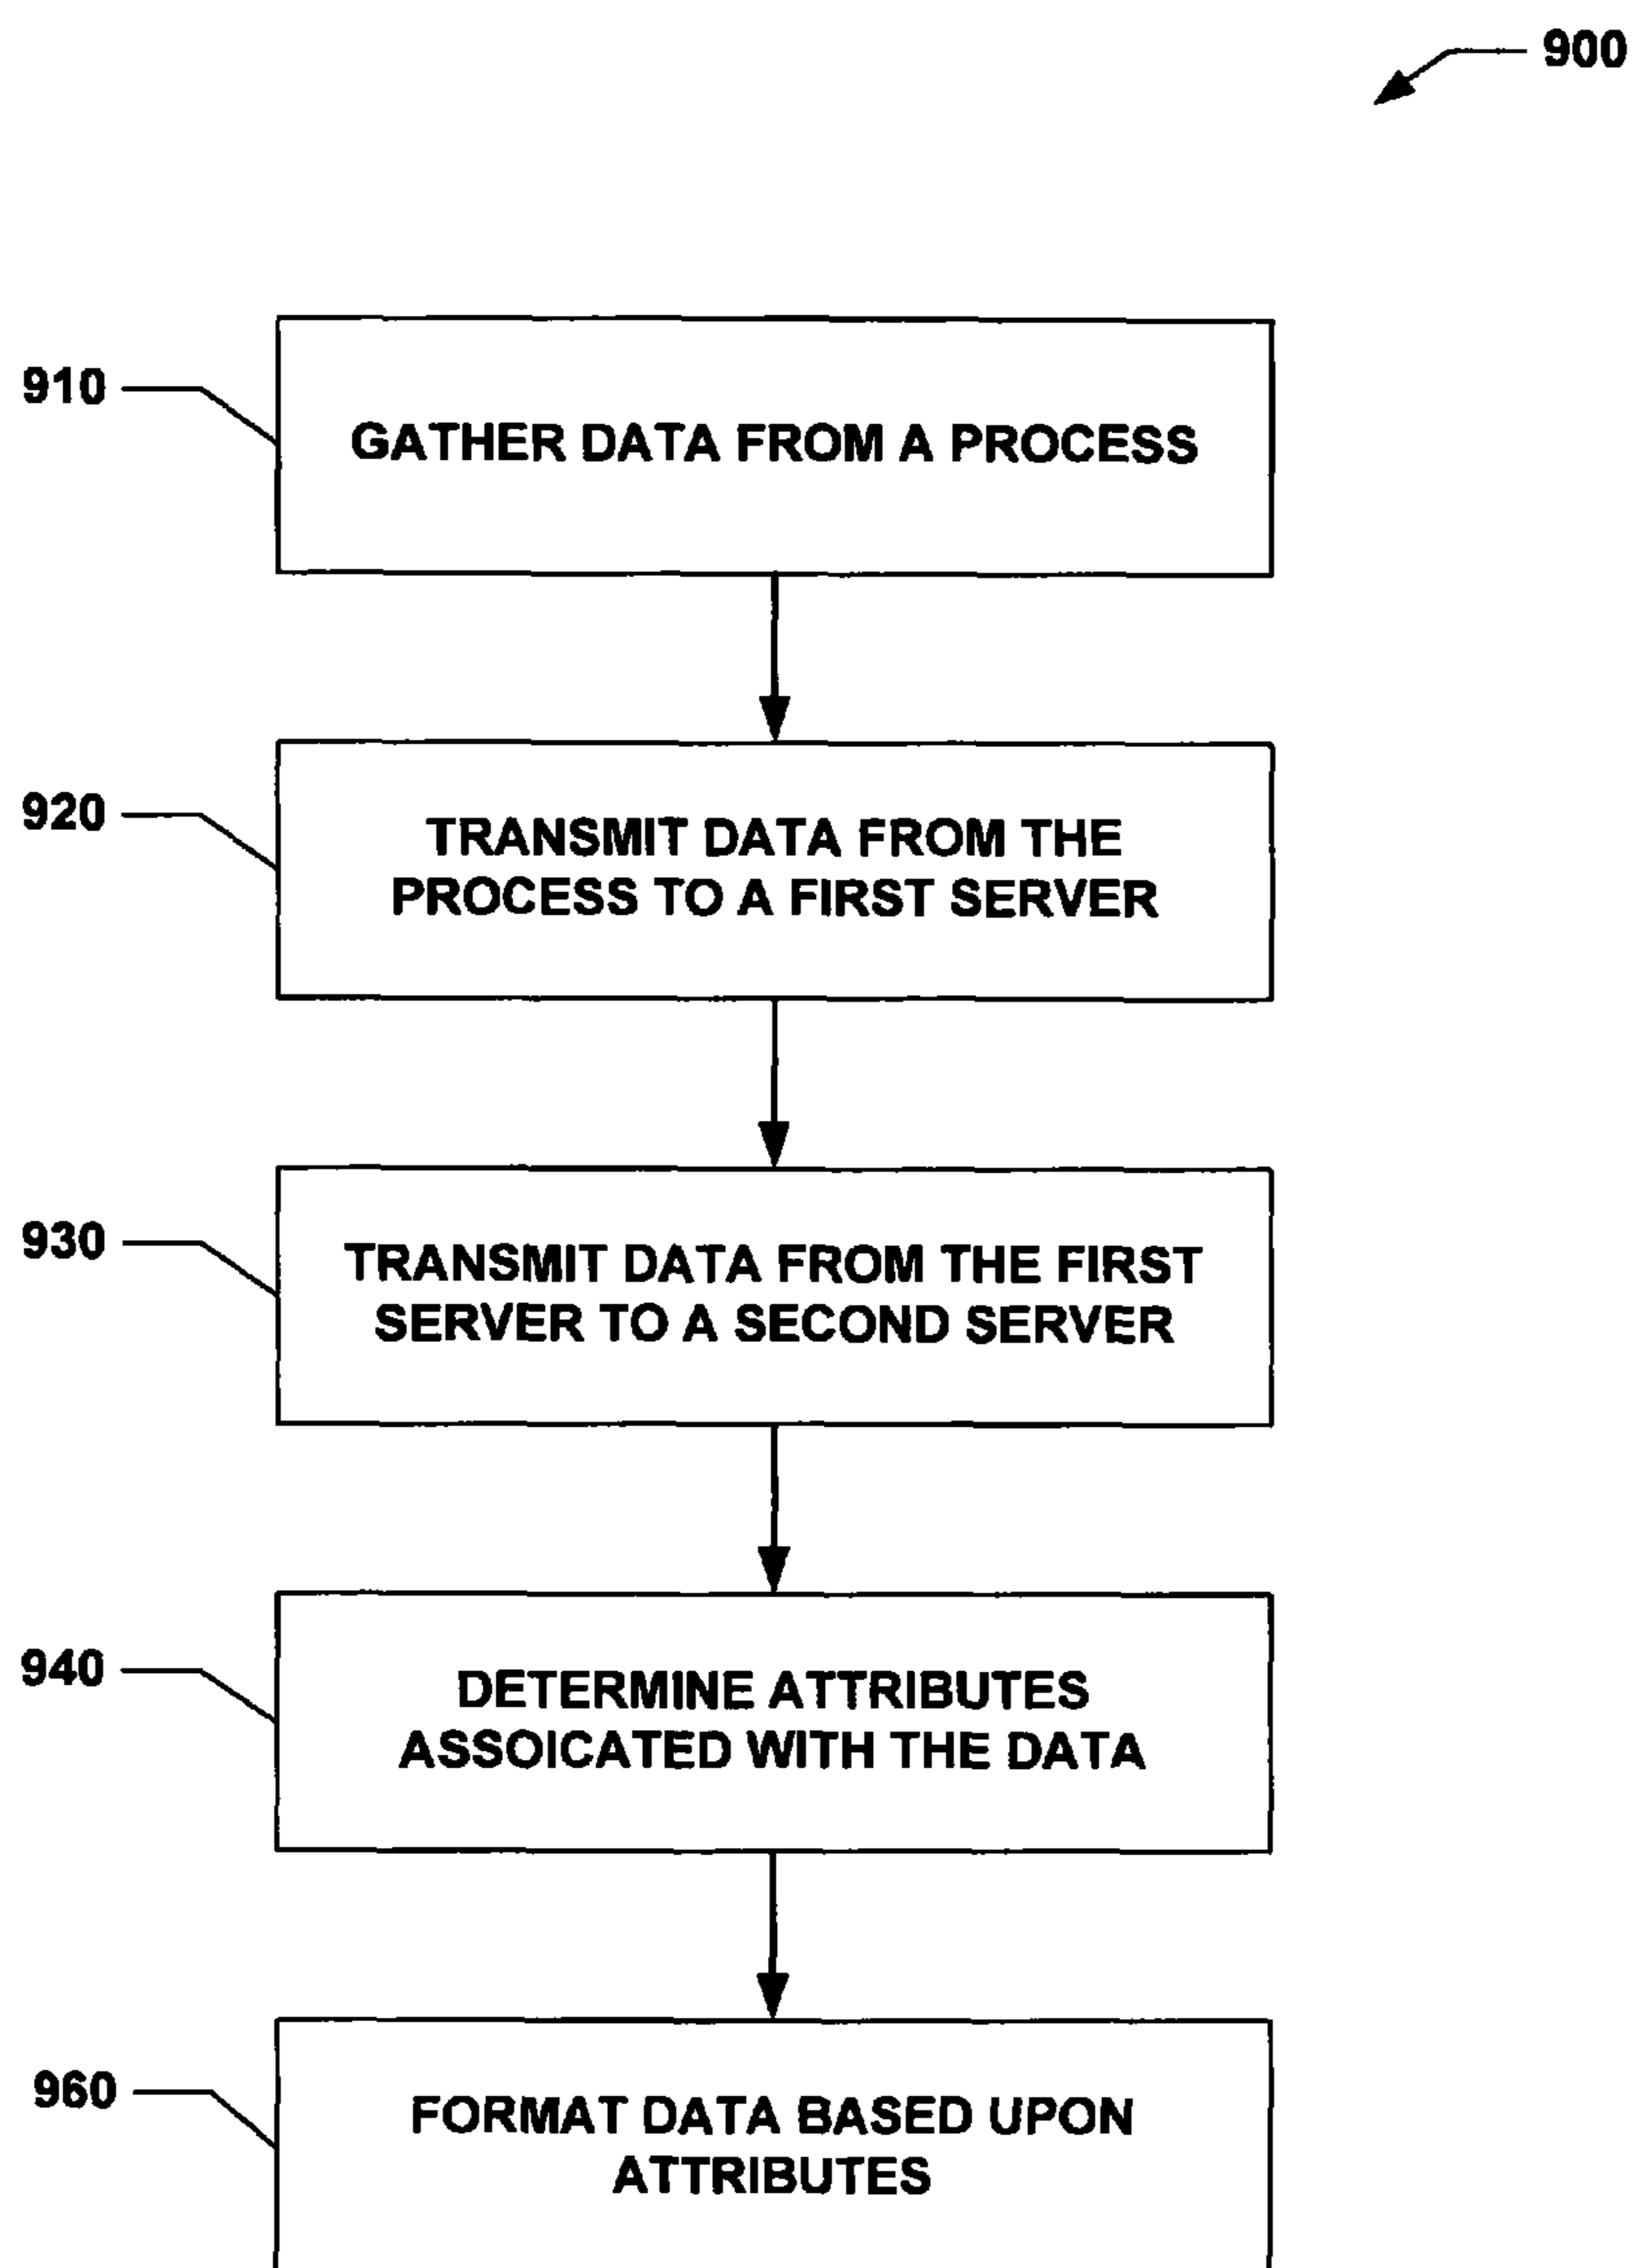 900
910
GATHER DATA FROM A PROCESS
920
TRANSMIT DATA FROM THE
PROCESS TO A FIRST SERVER
930
TRANSMIT DATA FROM THE FIRST
SERVER TO A SECOND SERVER
940
DETERMINE ATTRIBUTES
ASSOICATED WITH THE DATA
960
FORMAT DATA BASED UPON
ATTRIBUTES